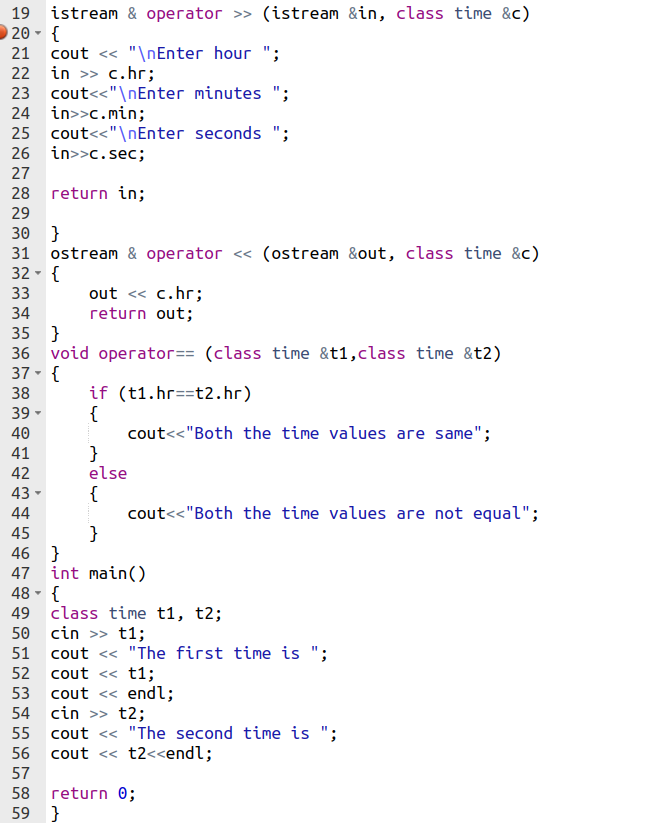 19 istream & operator >> (istream &in, class time &c)
20 {
21 cout << "\nEnter hour ";
22 in >> c.hr;
23 cout<<"\nEnter minutes ";
24 in>>c.min;
25 cout<<"\nEnter seconds ";
26 in>>c.sec;
27
28 return in;
29
30 }
31 ostream & operator << (ostream &out, class time &c)
32 {
33     out << c.hr;
34     return out;
35 }
36 void operator== (class time &t1,class time &t2)
37 {
38     if (t1.hr==t2.hr)
39     {
40         cout<<"Both the time values are same";
41     }
42     else
43     {
44         cout<<"Both the time values are not equal";
45     }
46 }
47 int main()
48 {
49 class time t1, t2;
50 cin >> t1;
51 cout << "The first time is ";
52 cout << t1;
53 cout << endl;
54 cin >> t2;
55 cout << "The second time is ";
56 cout << t2<<endl;
57
58 return 0;
59 }